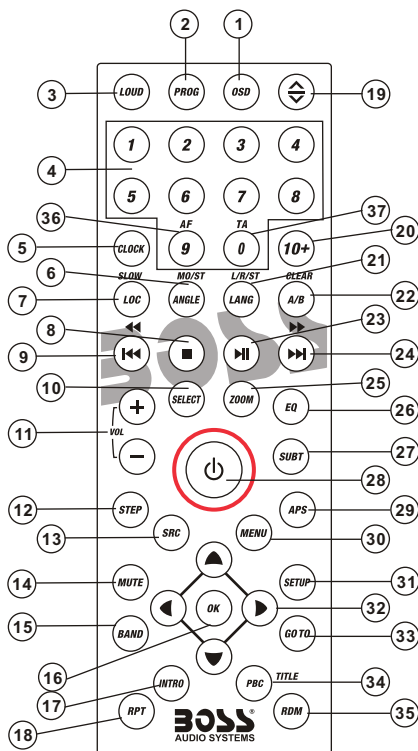 2 1
3 LOUD PROG OSD 19
1 2 3 4
4
5 6 7 8
36 AF TA 37
5 CLOCK 9 0 10+ 20
6 SLOW MO/ST L/R/ST CLEAR 21
7 LOC ANGLE LANG A/B 22
8 23
9 24
BOSS
10 SELECT ZOOM 25
11 VOL + EQ 26
− SUBT 27
28
12 STEP APS 29
13 SRC MENU 30
14 MUTE SETUP 31
OK 32
15 BAND GO TO 33
16
17 INTRO PBC TITLE 34
18 RPT RDM 35
BOSS®
AUDIO SYSTEMS